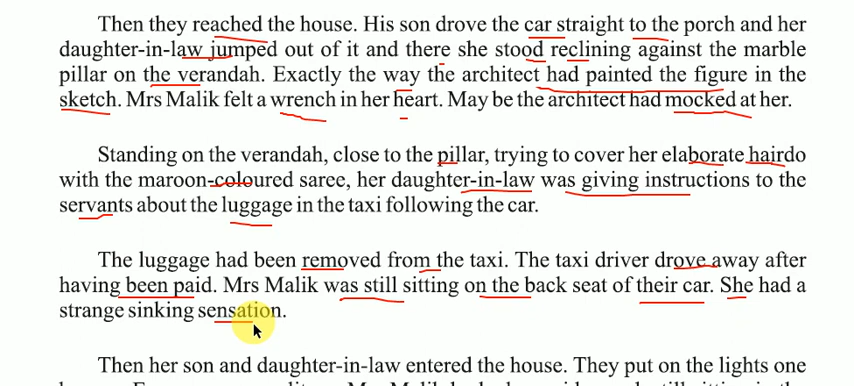 Then they reached the house. His son drove the car straight to the porch and her
daughter-in-law jumped out of it and there she stood reclining against the marble
pillar on the verandah. Exactly the way the architect had painted the figure in the
sketch. Mrs Malik felt a wrench in her heart. May be the architect had mocked at her.
Standing on the verandah, close to the pillar, trying to cover her elaborate hairdo
with the maroon-coloured saree, her daughter-in-law was giving instructions to the
servants about the luggage in the taxi following the car.
The luggage had been removed from the taxi. The taxi driver drove away after
having been paid. Mrs Malik was still sitting on the back seat of their car. She had a
strange sinking sensation.
Then her son and daughter-in-law entered the house. They put on the lights one